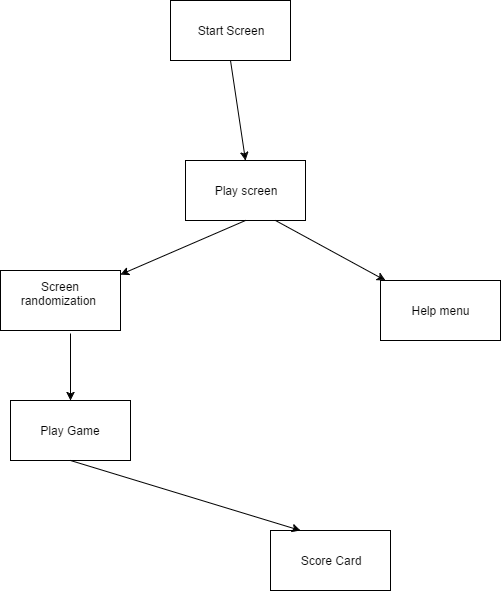 Start Screen
Play screen
Screen
randomization
Help menu
Play Game
Score Card